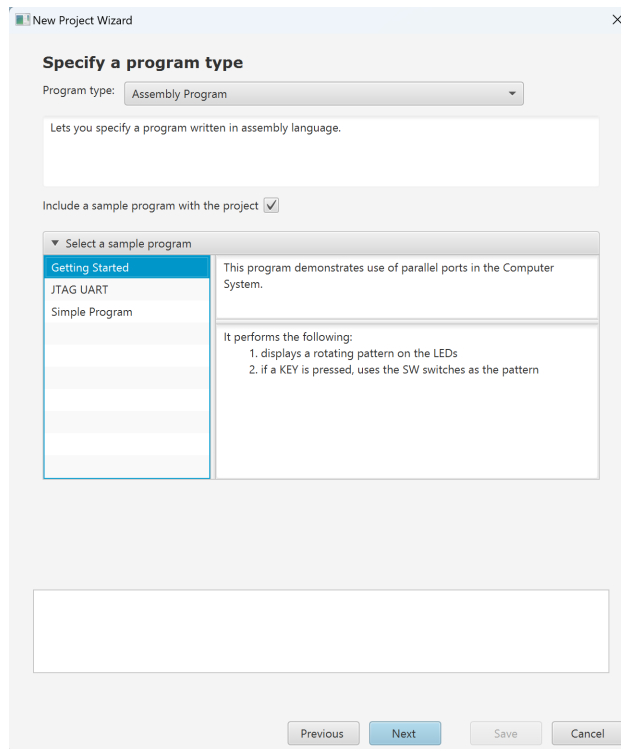 New Project Wizard
Specify a program type
Program type:
Assembly Program
Lets you specify a program written in assembly language.
Include a sample program with the project
Select a sample program
Getting Started
JTAG UART
Simple Program
This program demonstrates use of parallel ports in the Computer
System.
It performs the following:
1. displays a rotating pattern on the LEDs
2. if a KEY is pressed, uses the SW switches as the pattern
Previous
Next
Save
Cancel